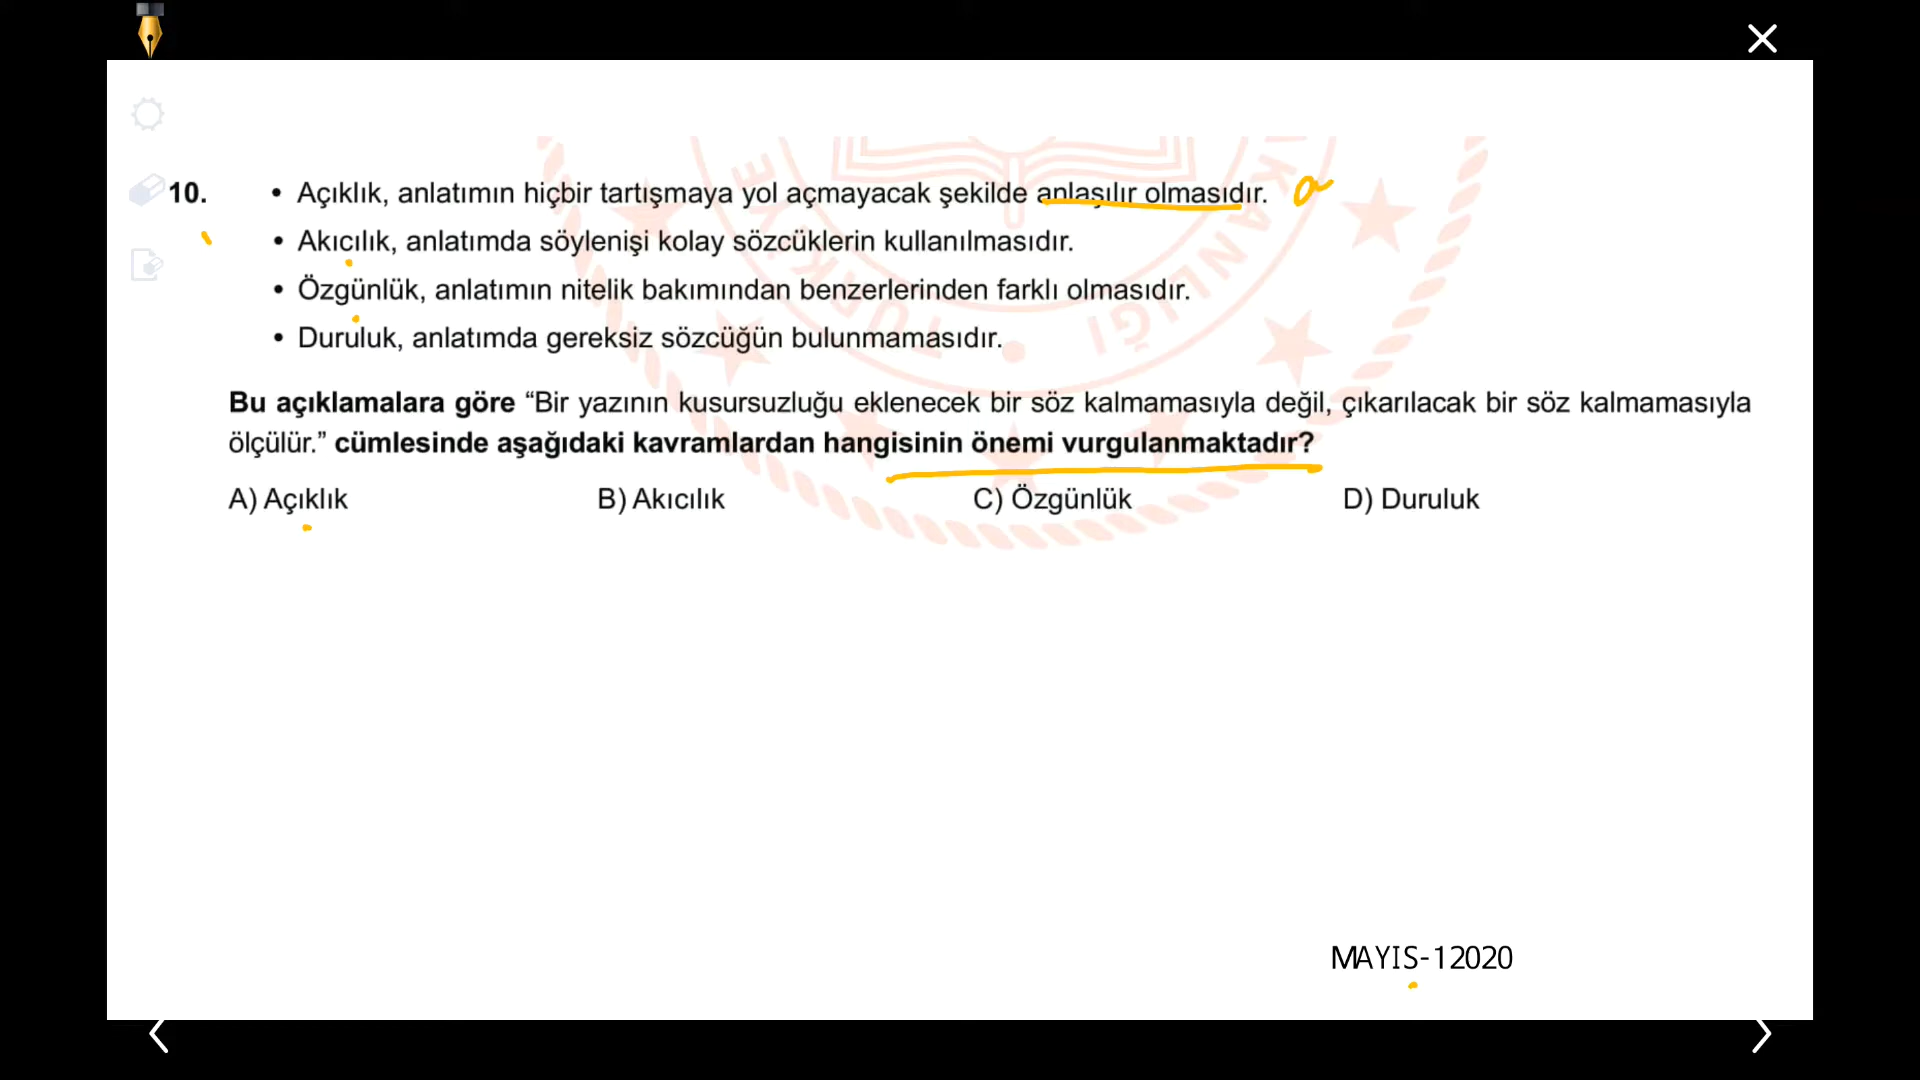 10. • Açıklık, anlatımın hiçbir tartışmaya yol açmayacak şekilde anlaşılır olmasıdır. a
• Akıcılık, anlatımda söylenişi kolay sözcüklerin kullanılmasıdır.
• Özgünlük, anlatımın nitelik bakımından benzerlerinden farklı olmasıdır.
• Duruluk, anlatımda gereksiz sözcüğün bulunmamasıdır.
Bu açıklamalara göre “Bir yazının kusursuzluğu eklenecek bir söz kalmamasıyla değil, çıkarılacak bir söz kalmamasıyla
ölçülür.” cümlesinde aşağıdaki kavramlardan hangisinin önemi vurgulanmaktadır?
A) Açıklık B) Akıcılık C) Özgünlük D) Duruluk
MAYIS-12020